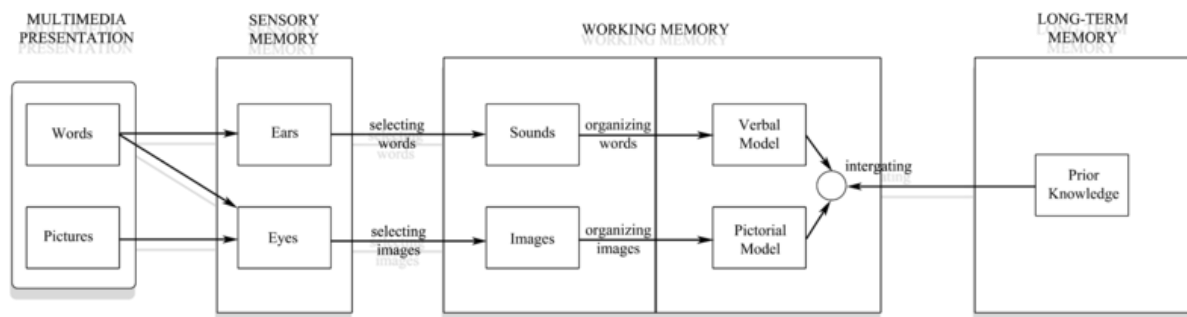 MULTIMEDIA
PRESENTATION
SENSORY
MEMORY
WORKING MEMORY
LONG-TERM
MEMORY
Words
Ears
selecting
words
Sounds
organizing
words
Verbal
Model
intergating
Prior
Knowledge
Pictures
Eyes
selecting
images
Images
organizing
images
Pictorial
Model